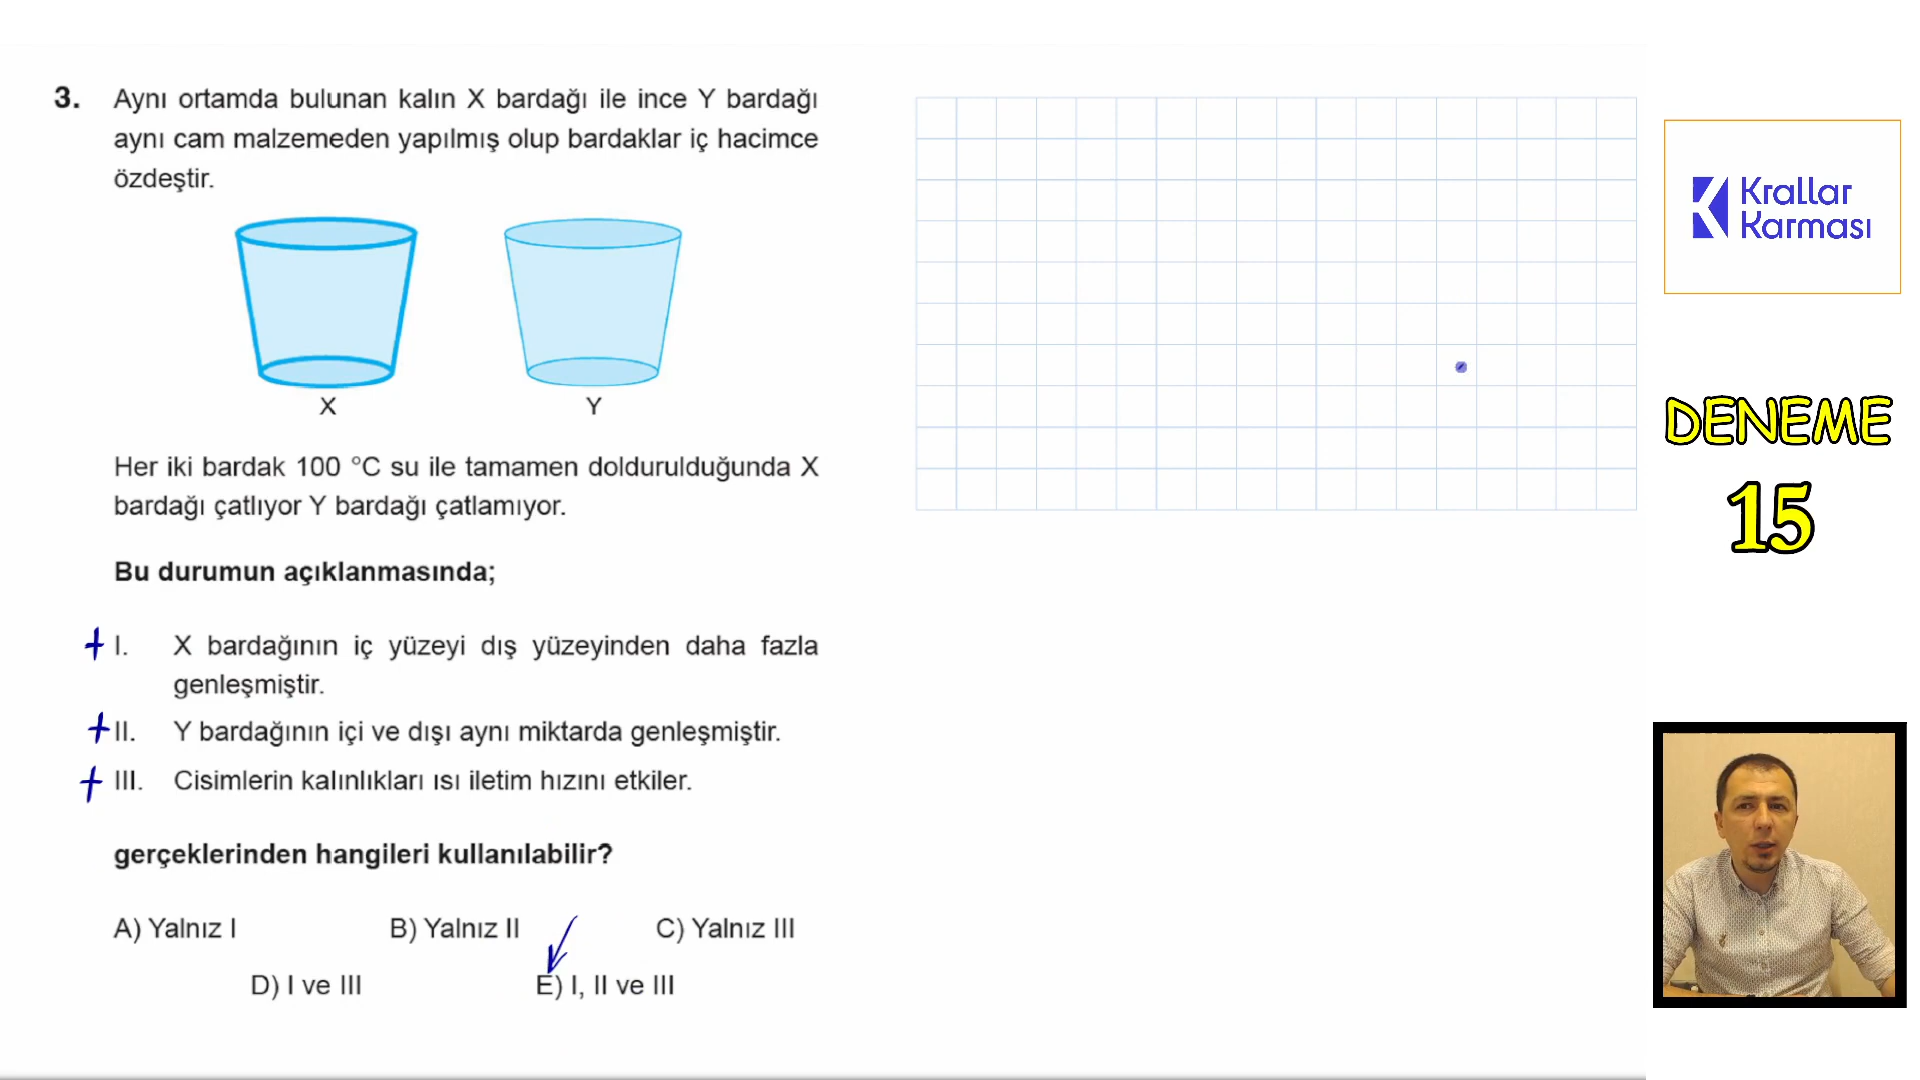 3. Aynı ortamda bulunan kalın X bardağı ile ince Y bardağı
aynı cam malzemeden yapılmış olup bardaklar iç hacimce
özdeştir.
X
Y
Her iki bardak 100 °C su ile tamamen doldurulduğunda X
bardağı çatlıyor Y bardağı çatlamıyor.
Bu durumun açıklanmasında;
+ I. X bardağının iç yüzeyi dış yüzeyinden daha fazla
genleşmiştir.
+ II. Y bardağının içi ve dışı aynı miktarda genleşmiştir.
+ III. Cisimlerin kalınlıkları ısı iletim hızını etkiler.
gerçeklerinden hangileri kullanılabilir?
A) Yalnız I
B) Yalnız II
C) Yalnız III
D) I ve III
E) I, II ve III
Krallar
Karması
DENEME
15